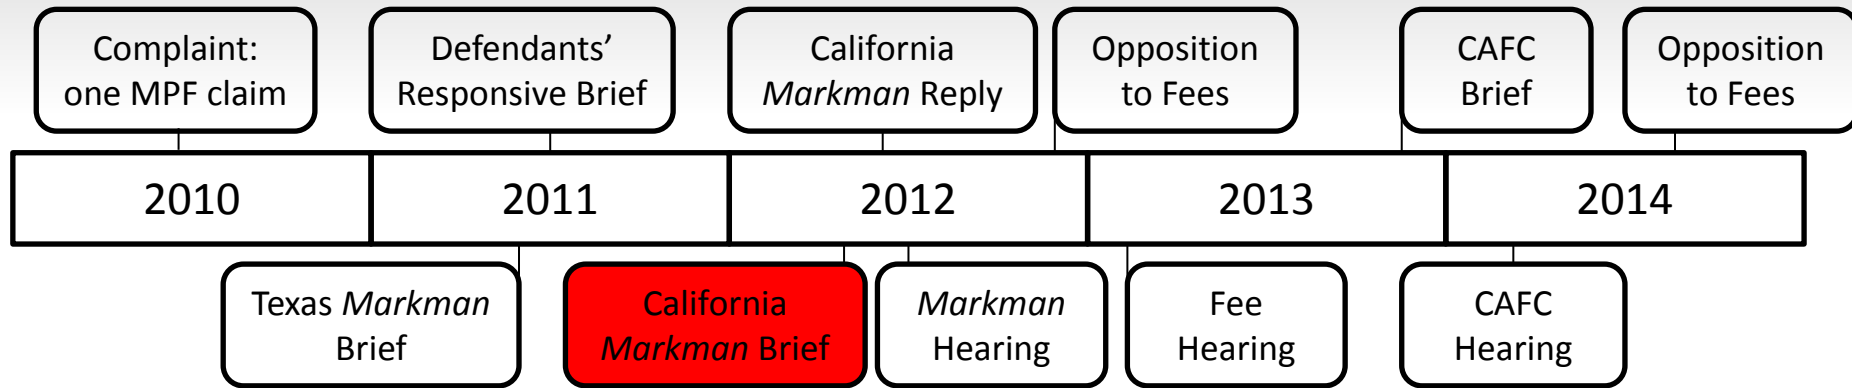 Complaint:
one MPF claim
Defendants’
Responsive Brief
California
Markman Reply
Opposition
to Fees
CAFC
Brief
Opposition
to Fees
2010
2011
2012
2013
2014
Texas Markman
Brief
California
Markman Brief
Markman
Hearing
Fee
Hearing
CAFC
Hearing